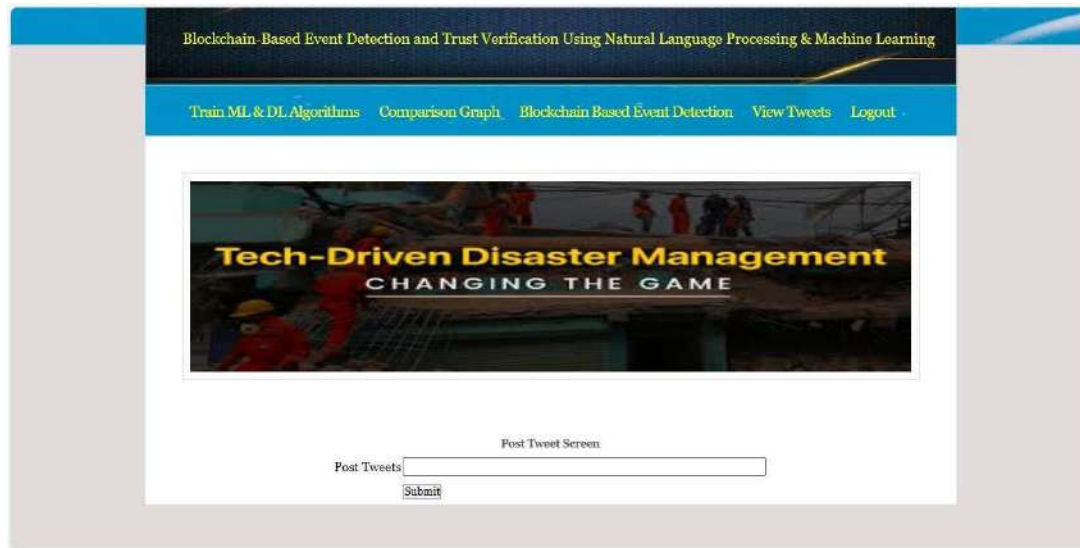 Blockchain-Based Event Detection and Trust Verification Using Natural Language Processing & Machine Learning
Train ML & DL Algorithms Comparison Graph Blockchain Based Event Detection View Tweets Logout
Tech-Driven Disaster Management
CHANGING THE GAME
Post Tweet Screen
Post Tweets
Submit